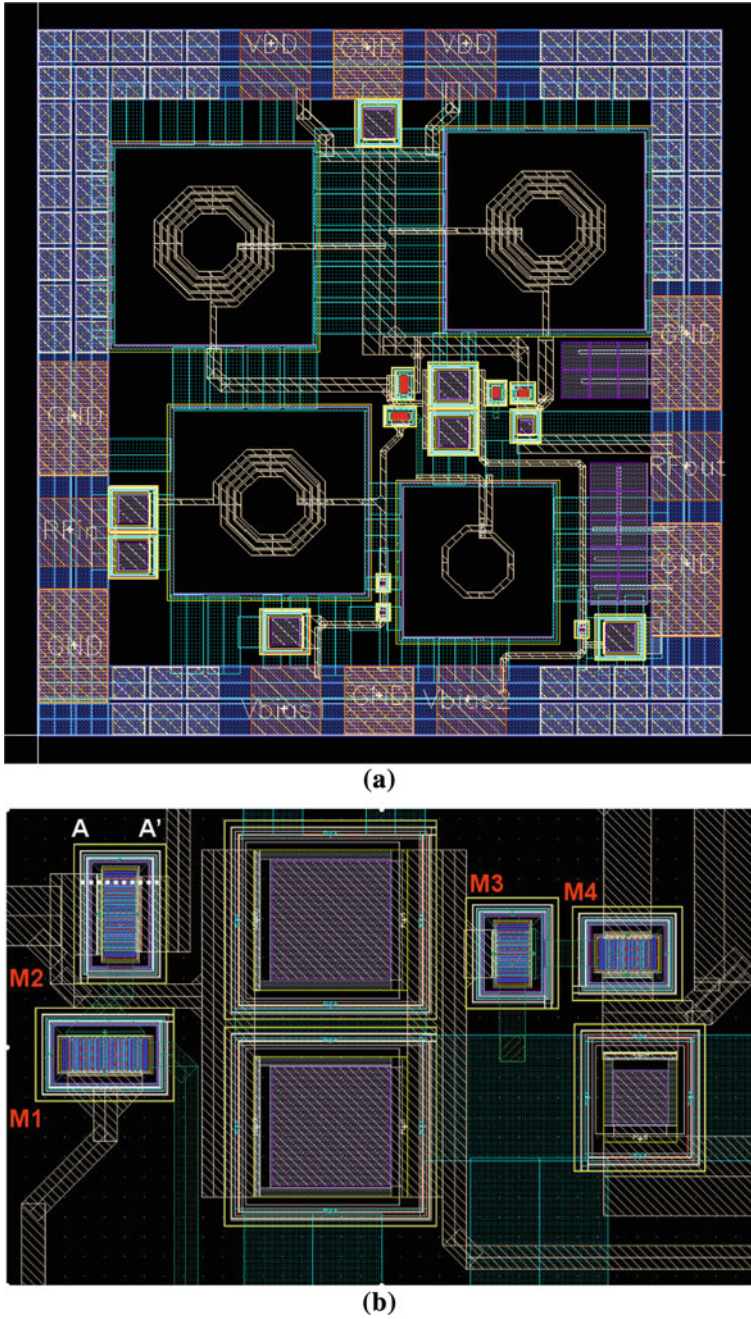 VDD GND VDD
GND
GND
RFout
RFin
GND
GND
Vbias1 GND Vbias2
(a)
A A'
M3 M4
M2
M1
(b)